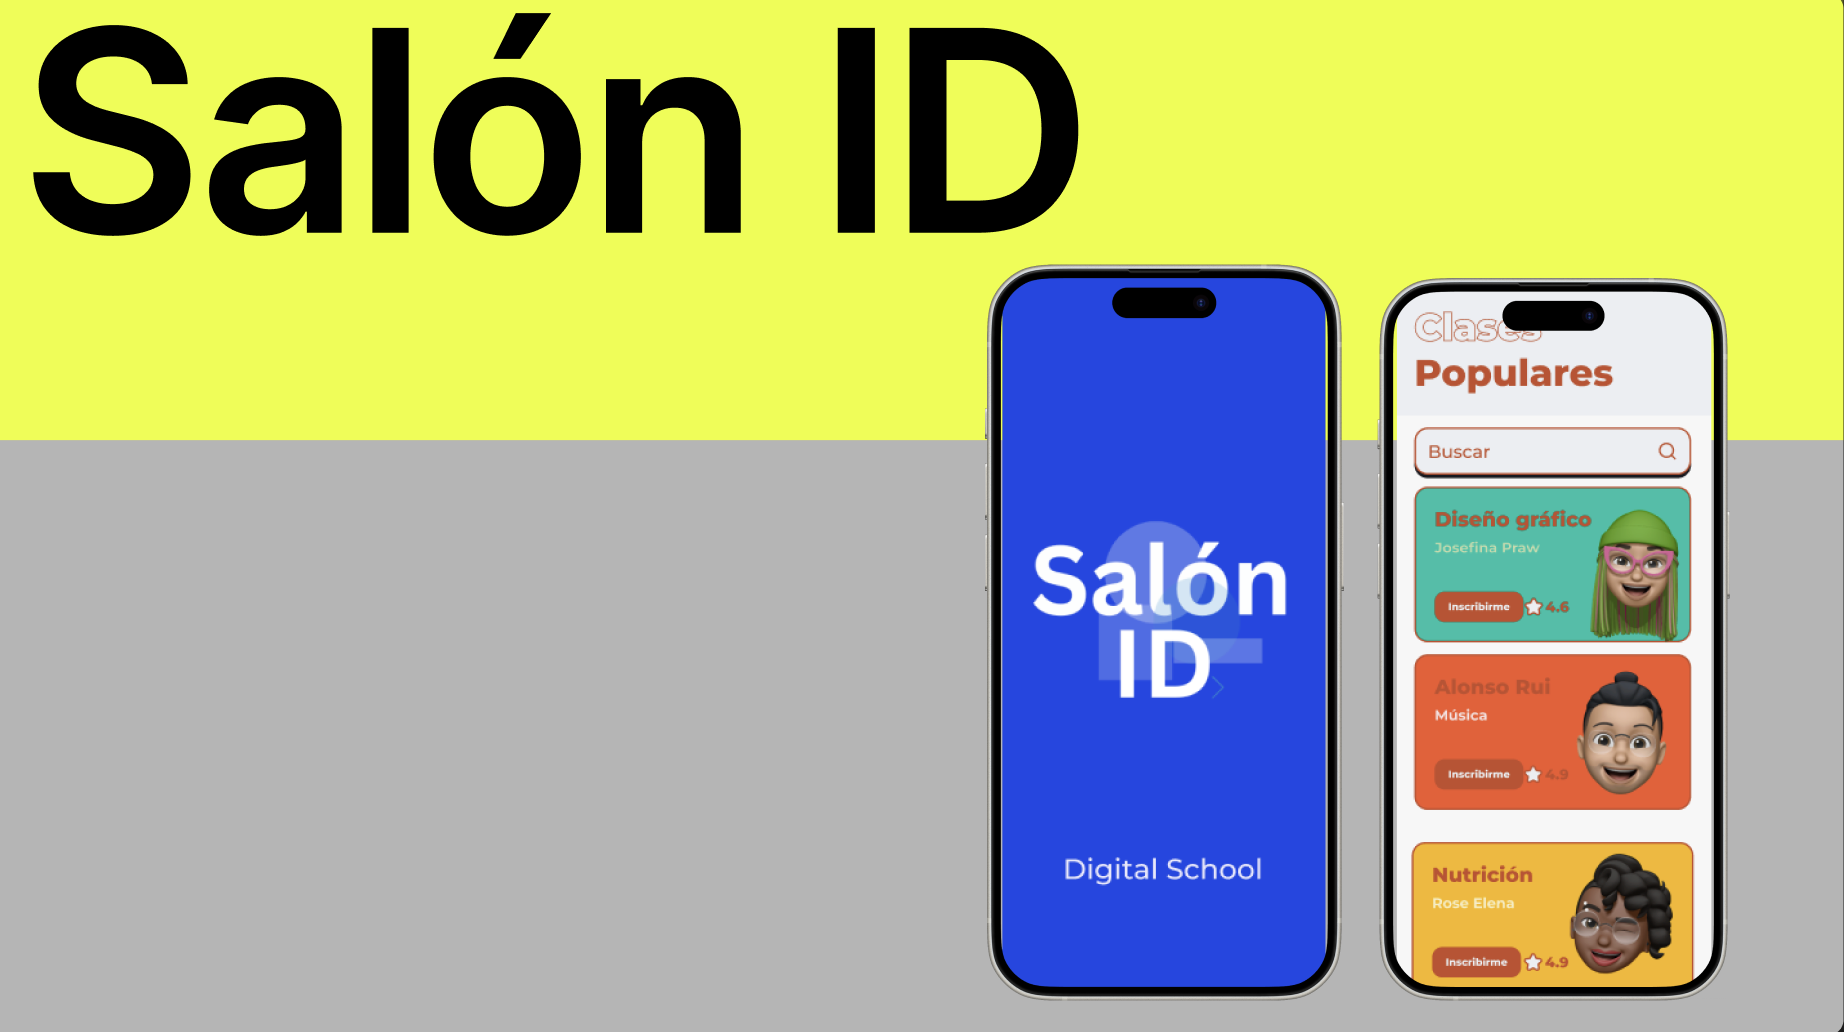 Salón ID
Salón
ID
Digital School
Clases
Populares
Buscar
Diseño gráfico
Josefina Praw
Inscribirme 4.6
Alonso Rui
Música
Inscribirme 4.9
Nutrición
Rose Elena
Inscribirme 4.9